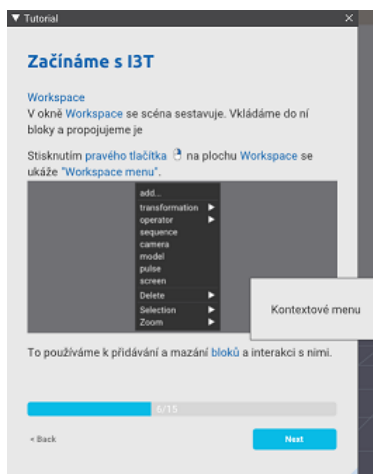 ▼ Tutorial ×
Začínáme s I3T
Workspace
V okně Workspace se scéna sestavuje. Vkládáme do ní
bloky a propojujeme je
Stisknutím pravého tlačítka na plochu Workspace se
ukáže "Workspace menu".
add...
transformation ▶
operator ▶
sequence
camera
model
pulse
screen
Delete ▶
Selection ▶
Zoom ▶
Kontextové menu
To používáme k přidávání a mazání bloků a interakci s nimi.
6/15
< Back
Next